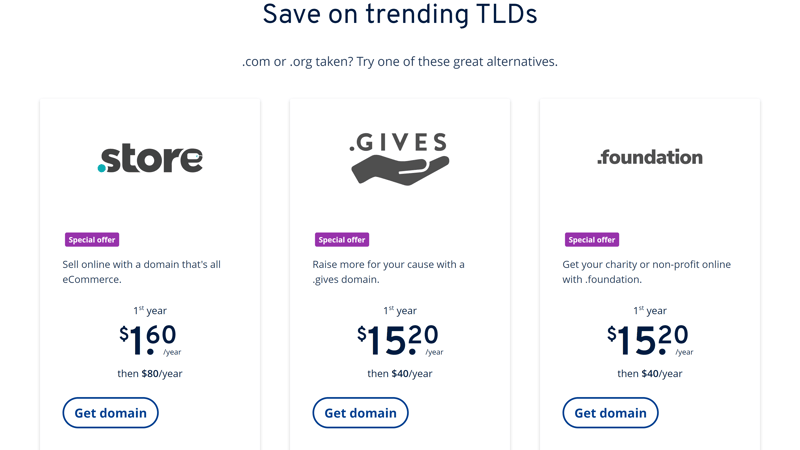 Save on trending TLDs
.com or .org taken? Try one of these great alternatives.
.store
Special offer
Sell online with a domain that's all
eCommerce.
1st year
$1.60
/year
then $80/year
Get domain
.GIVES
Special offer
Raise more for your cause with a
.gives domain.
1st year
$15.20
/year
then $40/year
Get domain
.foundation
Special offer
Get your charity or non-profit online
with .foundation.
1st year
$15.20
/year
then $40/year
Get domain